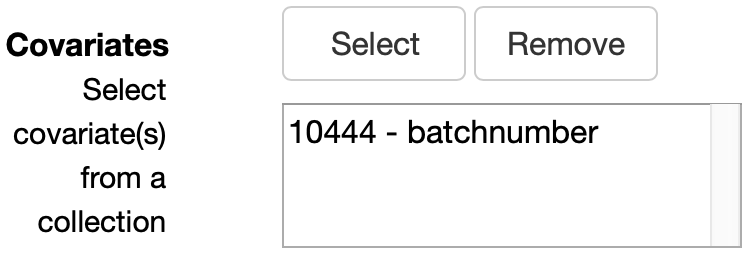 Covariates
Select
covariate(s)
from a
collection
Select Remove
10444 - batchnumber